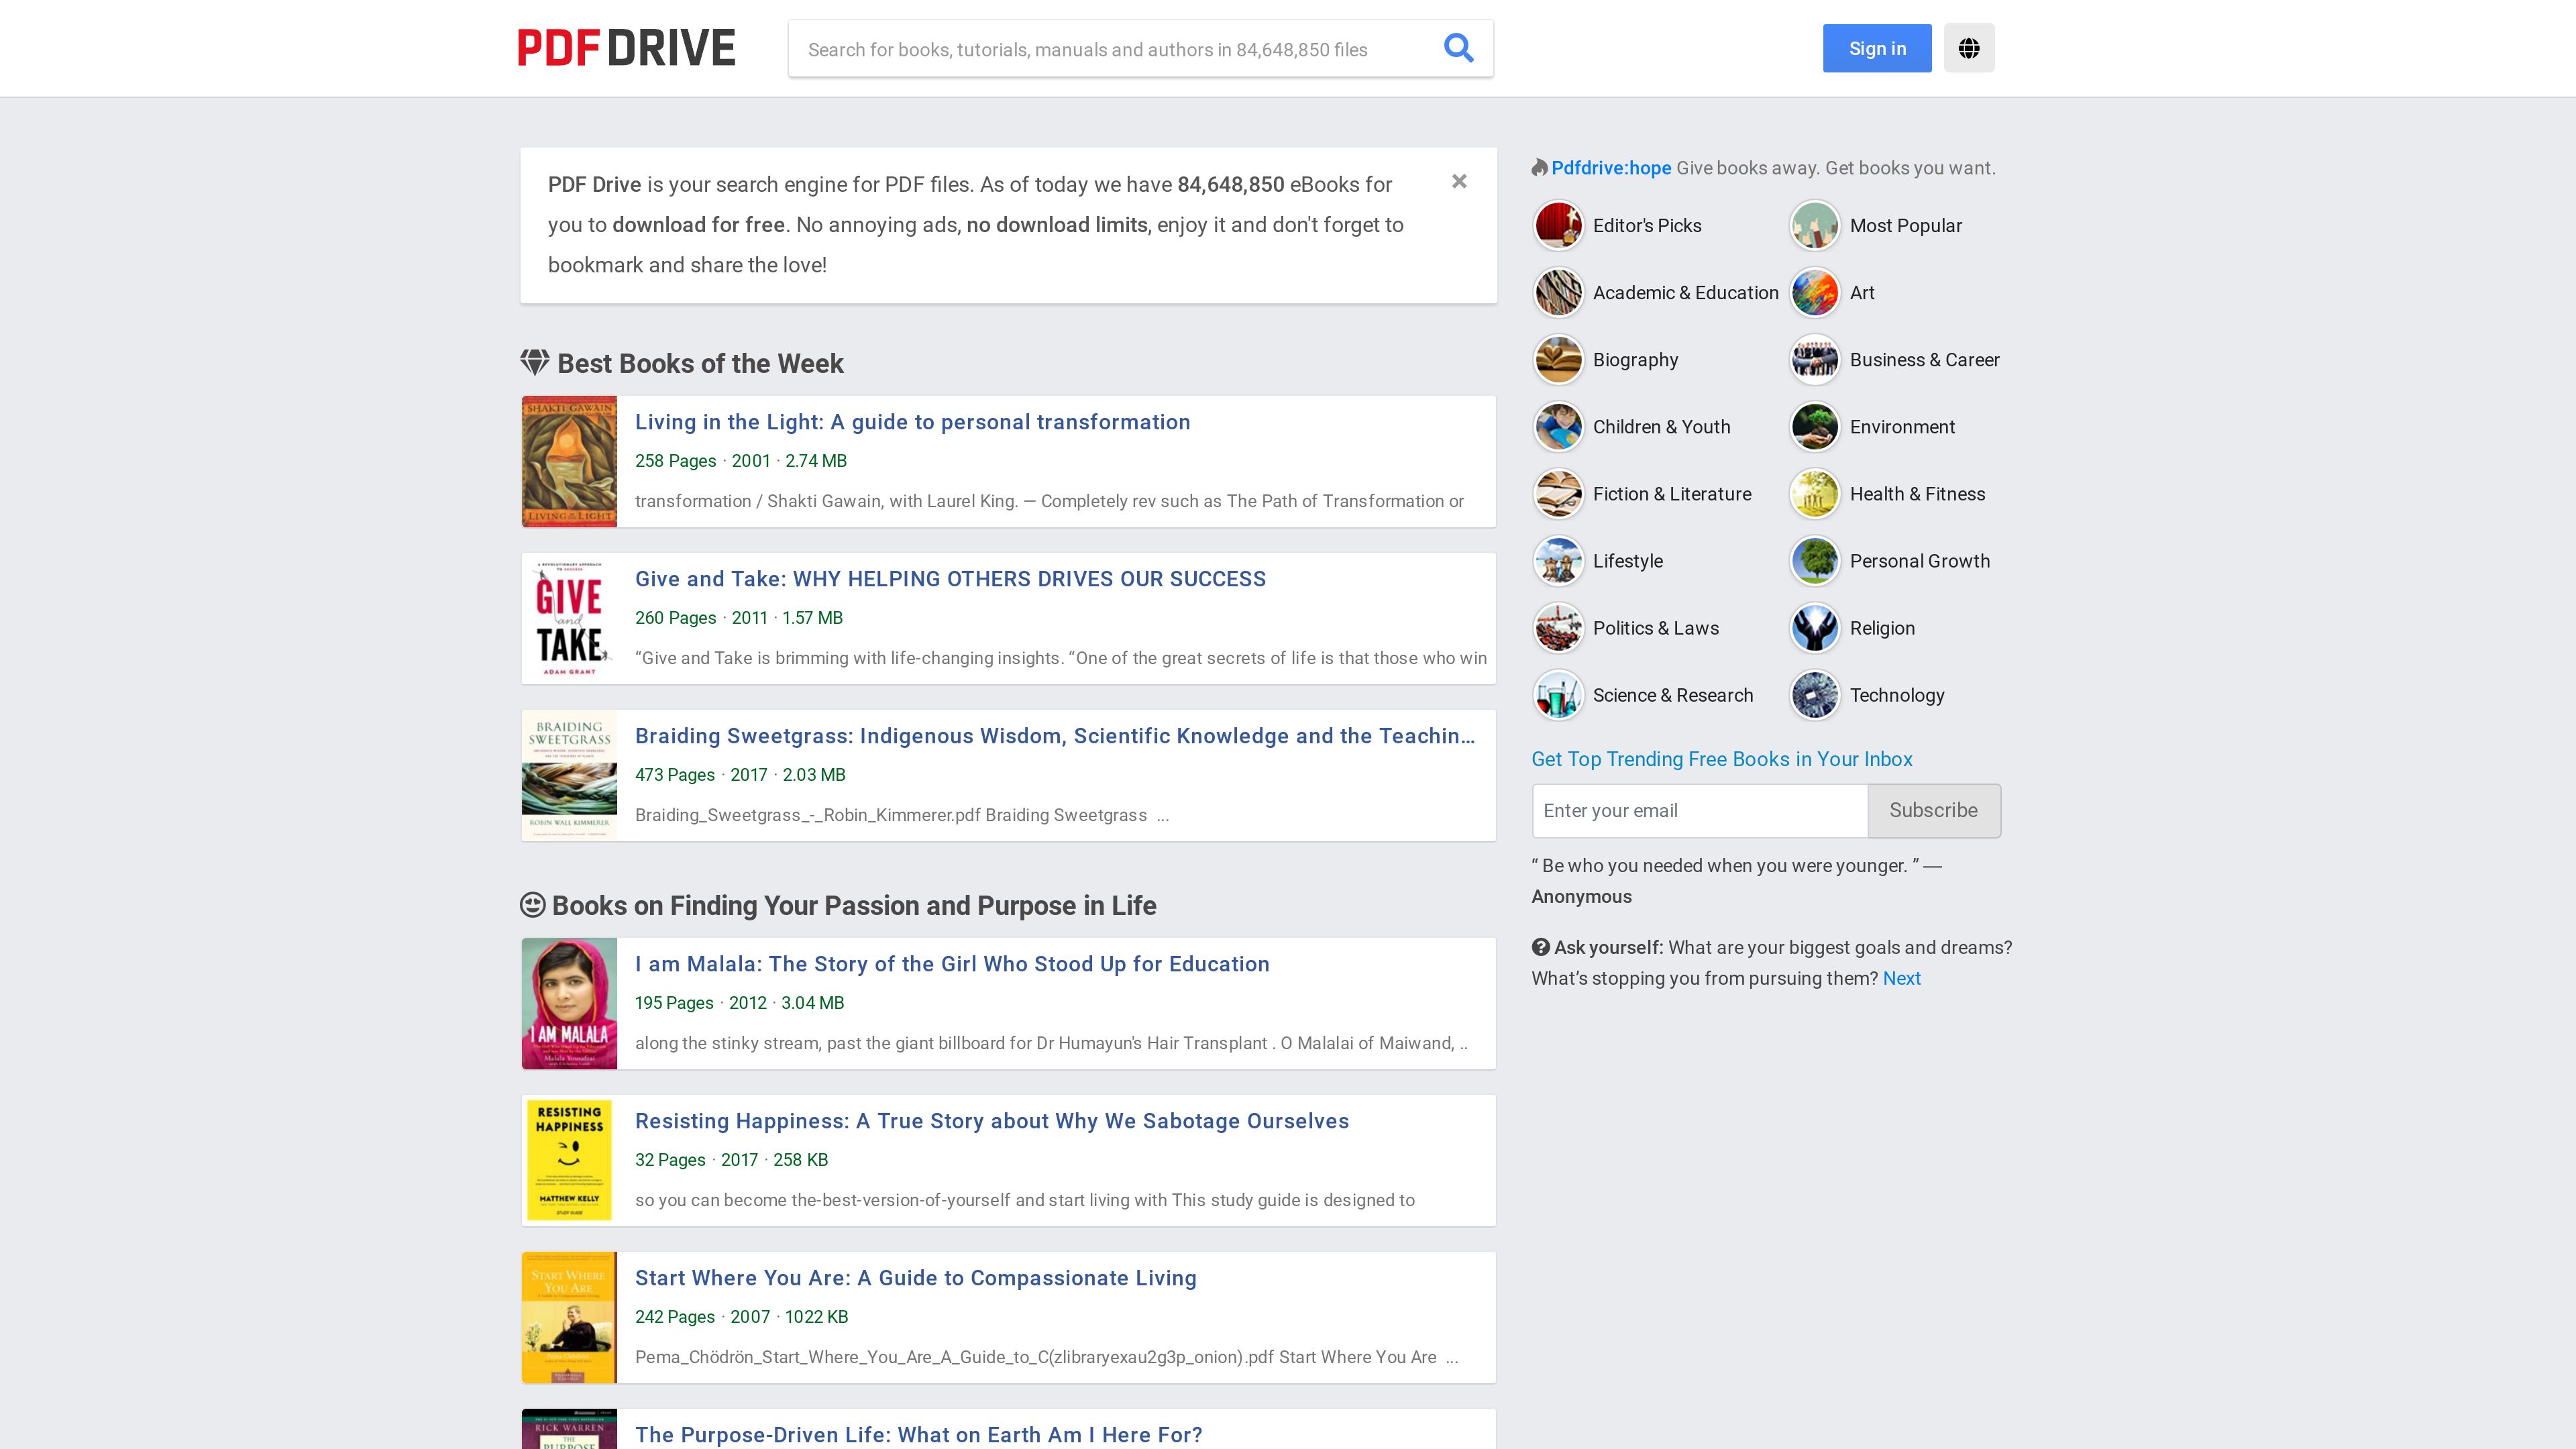 PDFDRIVE
Search for books, tutorials, manuals and authors in 84,648,850 files
Sign in
PDF Drive is your search engine for PDF files. As of today we have 84,648,850 eBooks for
you to download for free. No annoying ads, no download limits, enjoy it and don't forget to
bookmark and share the love!
×
Best Books of the Week
SHAKTI GAWAIN
LIVING IN THE LIGHT
Living in the Light: A guide to personal transformation
258 Pages · 2001 · 2.74 MB
transformation / Shakti Gawain, with Laurel King. — Completely rev such as The Path of Transformation or
A REVOLUTIONARY APPROACH
TO SUCCESS
GIVE
and
TAKE
ADAM GRANT
Give and Take: WHY HELPING OTHERS DRIVES OUR SUCCESS
260 Pages · 2011 · 1.57 MB
“Give and Take is brimming with life-changing insights. “One of the great secrets of life is that those who win
BRAIDING
SWEETGRASS
ROBIN WALL KIMMERER
Braiding Sweetgrass: Indigenous Wisdom, Scientific Knowledge and the Teachin...
473 Pages · 2017 · 2.03 MB
Braiding_Sweetgrass_-_Robin_Kimmerer.pdf Braiding Sweetgrass ...
Books on Finding Your Passion and Purpose in Life
I AM MALALA
Malala Yousafzai
I am Malala: The Story of the Girl Who Stood Up for Education
195 Pages · 2012 · 3.04 MB
along the stinky stream, past the giant billboard for Dr Humayun's Hair Transplant . O Malalai of Maiwand, ..
RESISTING
HAPPINESS
MATTHEW KELLY
STUDY GUIDE
Resisting Happiness: A True Story about Why We Sabotage Ourselves
32 Pages · 2017 · 258 KB
so you can become the-best-version-of-yourself and start living with This study guide is designed to
START WHERE
YOU ARE
Start Where You Are: A Guide to Compassionate Living
242 Pages · 2007 · 1022 KB
Pema_Chödrön_Start_Where_You_Are_A_Guide_to_C(zlibraryexau2g3p_onion).pdf Start Where You Are ...
RICK WARREN
THE
PURPOSE
The Purpose-Driven Life: What on Earth Am I Here For?
Pdfdrive:hope Give books away. Get books you want.
Editor's Picks
Most Popular
Academic & Education
Art
Biography
Business & Career
Children & Youth
Environment
Fiction & Literature
Health & Fitness
Lifestyle
Personal Growth
Politics & Laws
Religion
Science & Research
Technology
Get Top Trending Free Books in Your Inbox
Enter your email
Subscribe
“ Be who you needed when you were younger. ” —
Anonymous
Ask yourself: What are your biggest goals and dreams?
What’s stopping you from pursuing them? Next